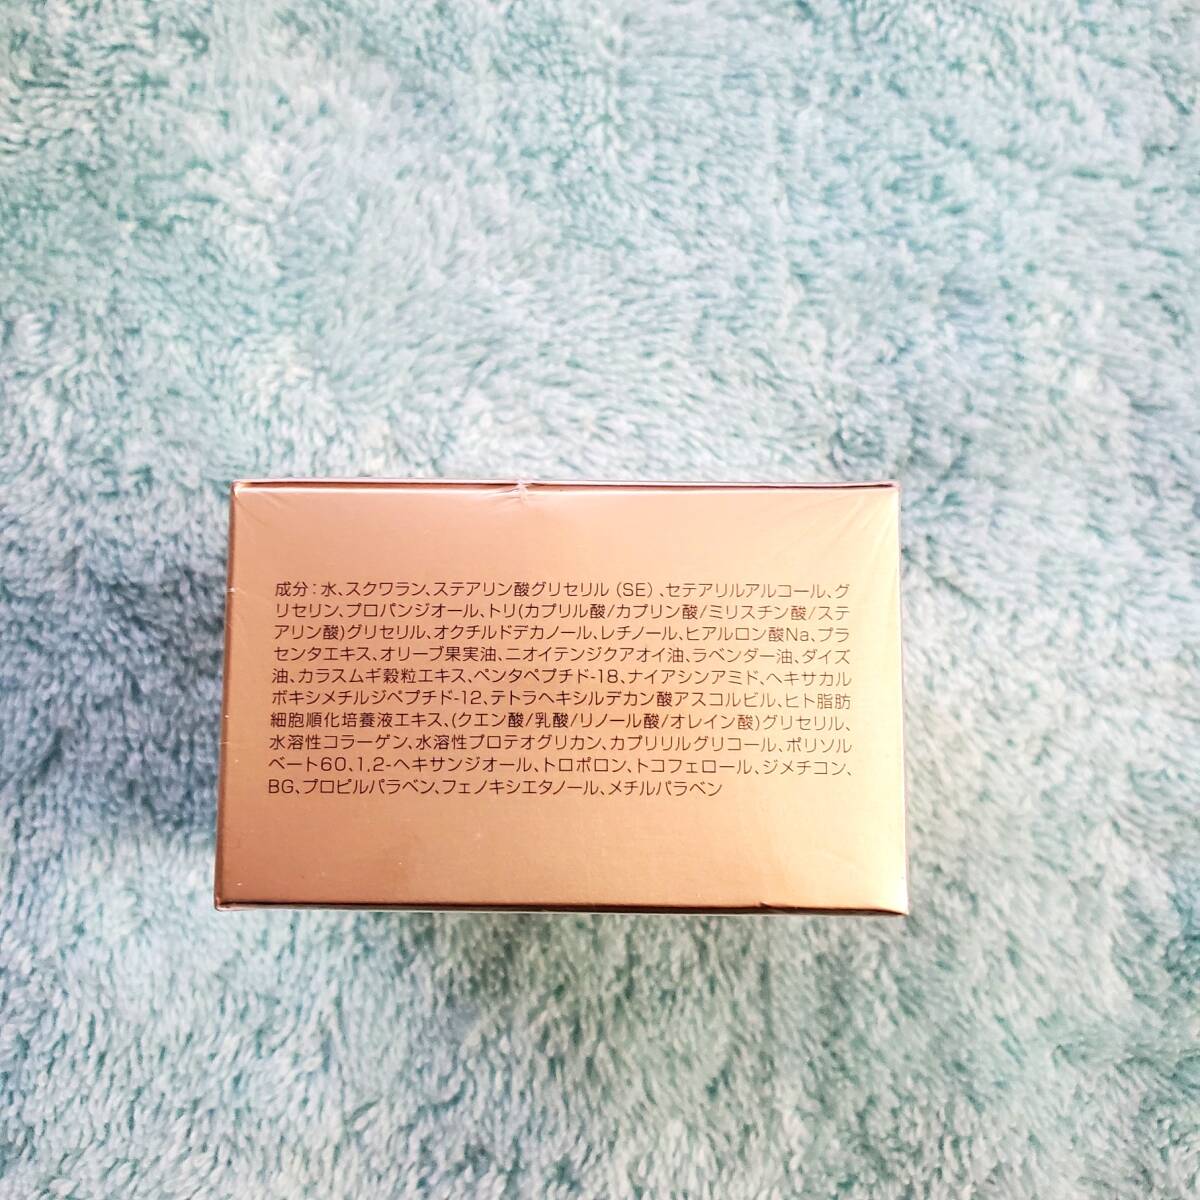 成分：水、スクワラン、ステアリン酸グリセリル（SE）、セテアリルアルコール、グ
リセリン、プロパンジオール、トリ(カプリル酸/カプリン酸/ミリスチン酸/ステ
アリン酸)グリセリル、オクチルドデカノール、レチノール、ヒアルロン酸Na、プラ
センタエキス、オリーブ果実油、ニオイテンジクアオイ油、ラベンダー油、ダイズ
油、カラスムギ穀粒エキス、ペンタペプチド-18、ナイアシンアミド、ヘキサカル
ボキシメチルジペプチド-12、テトラヘキシルデカン酸アスコルビル、ヒト脂肪
細胞順化培養液エキス、(クエン酸/乳酸/リノール酸/オレイン酸)グリセリル、
水溶性コラーゲン、水溶性プロテオグリカン、カプリリルグリコール、ポリソル
ベート60、1,2-ヘキサンジオール、トロポロン、トコフェロール、ジメチコン、
BG、プロピルパラベン、フェノキシエタノール、メチルパラベン